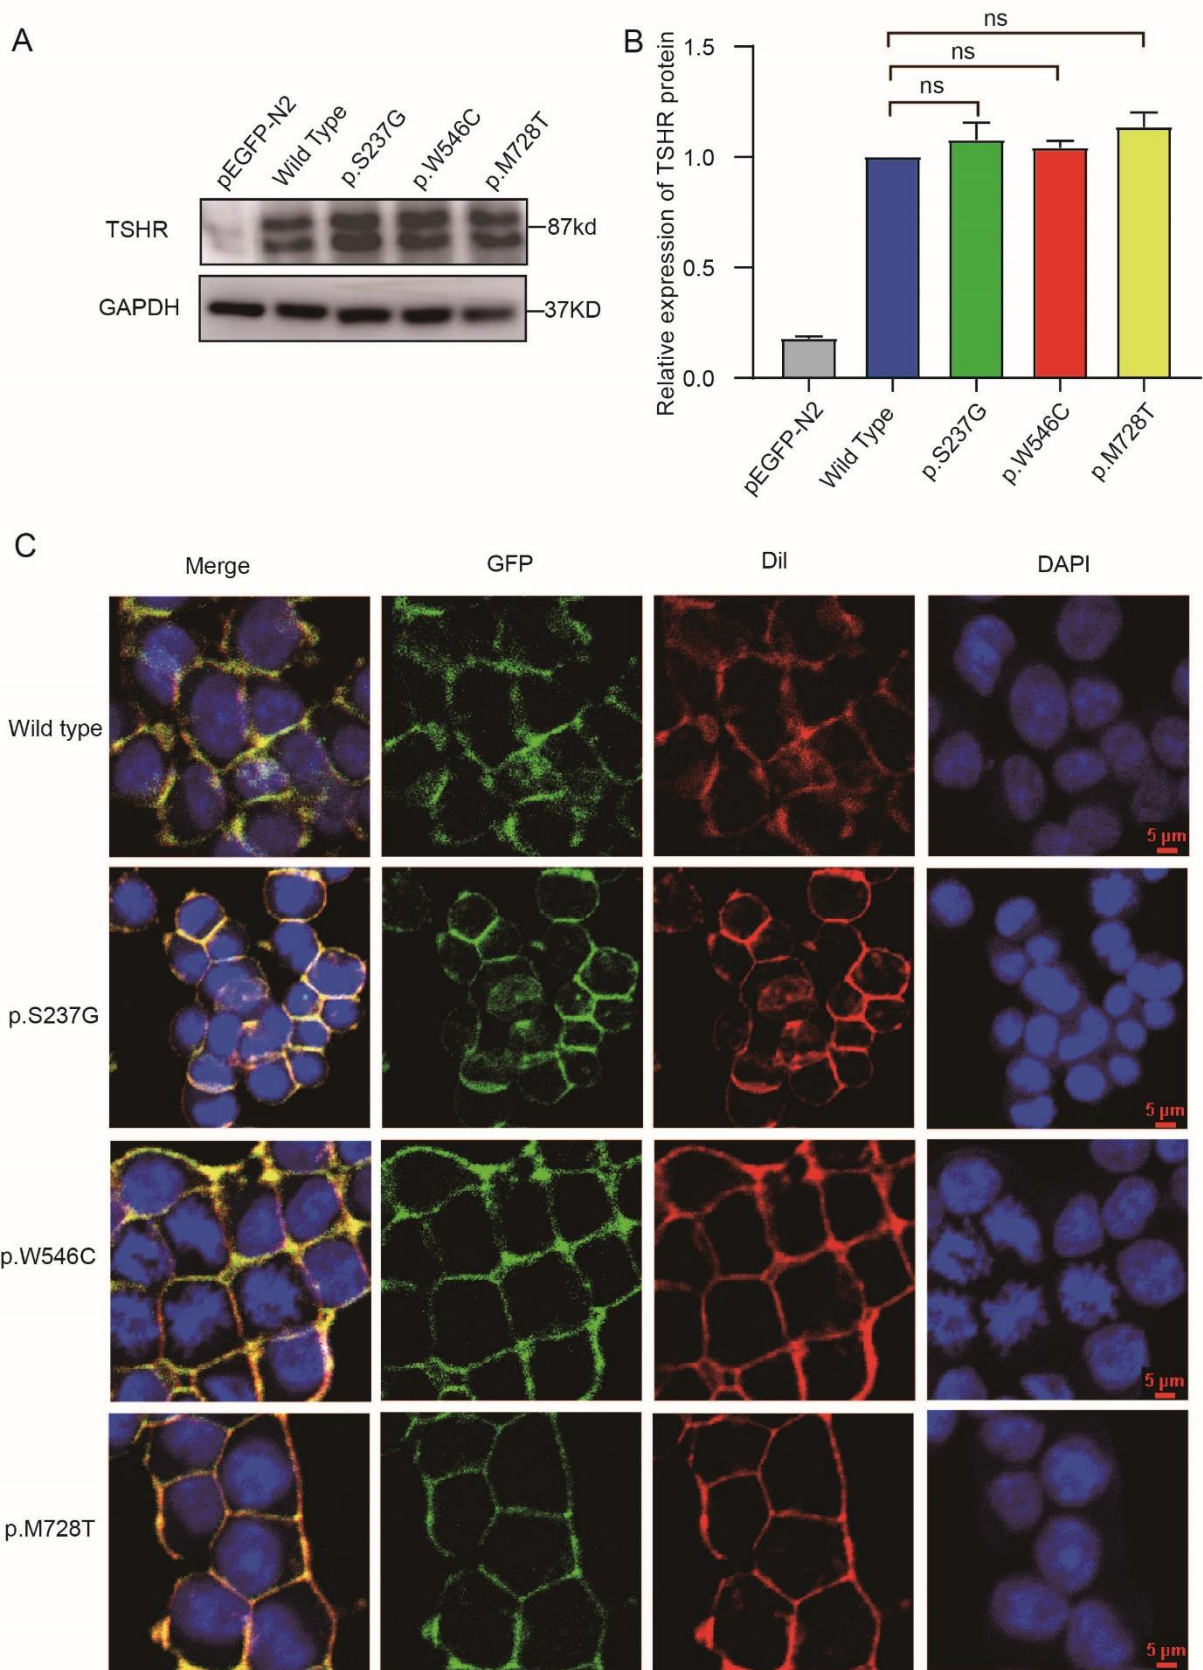 A
pEGFP-N2
Wild Type
p.S237G
p.W546C
p.M728T
TSHR
87kd
GAPDH
37KD
B
Relative expression of TSHR protein
1.5
1.0
0.5
0.0
ns
ns
ns
pEGFP-N2
Wild Type
p.S237G
p.W546C
p.M728T
C
Merge GFP Dil DAPI
Wild type
5 µm
p.S237G
5 µm
p.W546C
5 µm
p.M728T
5 µm